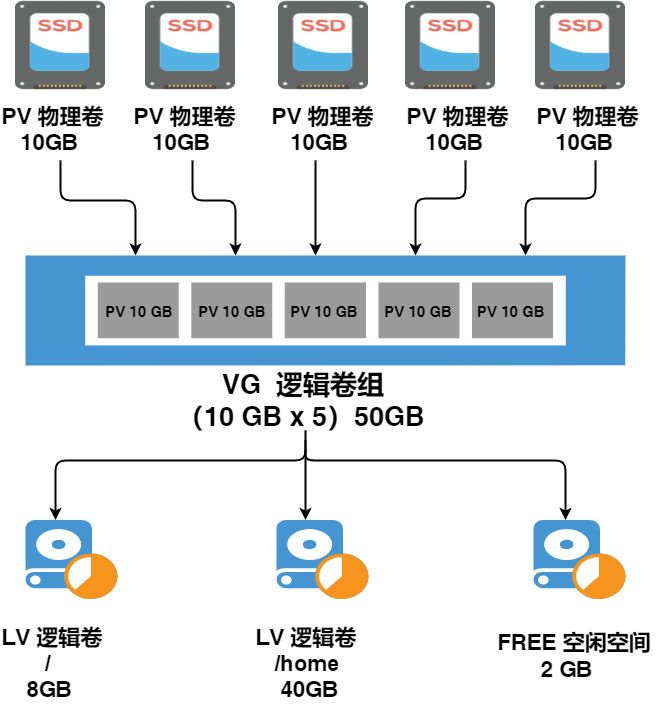 SSD SSD SSD SSD SSD
PV 物理卷 PV 物理卷 PV 物理卷 PV 物理卷 PV 物理卷
10GB 10GB 10GB 10GB 10GB
PV 10 GB PV 10 GB PV 10 GB PV 10 GB PV 10 GB
VG 逻辑卷组
（10 GB x 5）50GB
LV 逻辑卷
/
8GB
LV 逻辑卷
/home
40GB
FREE 空闲空间
2 GB